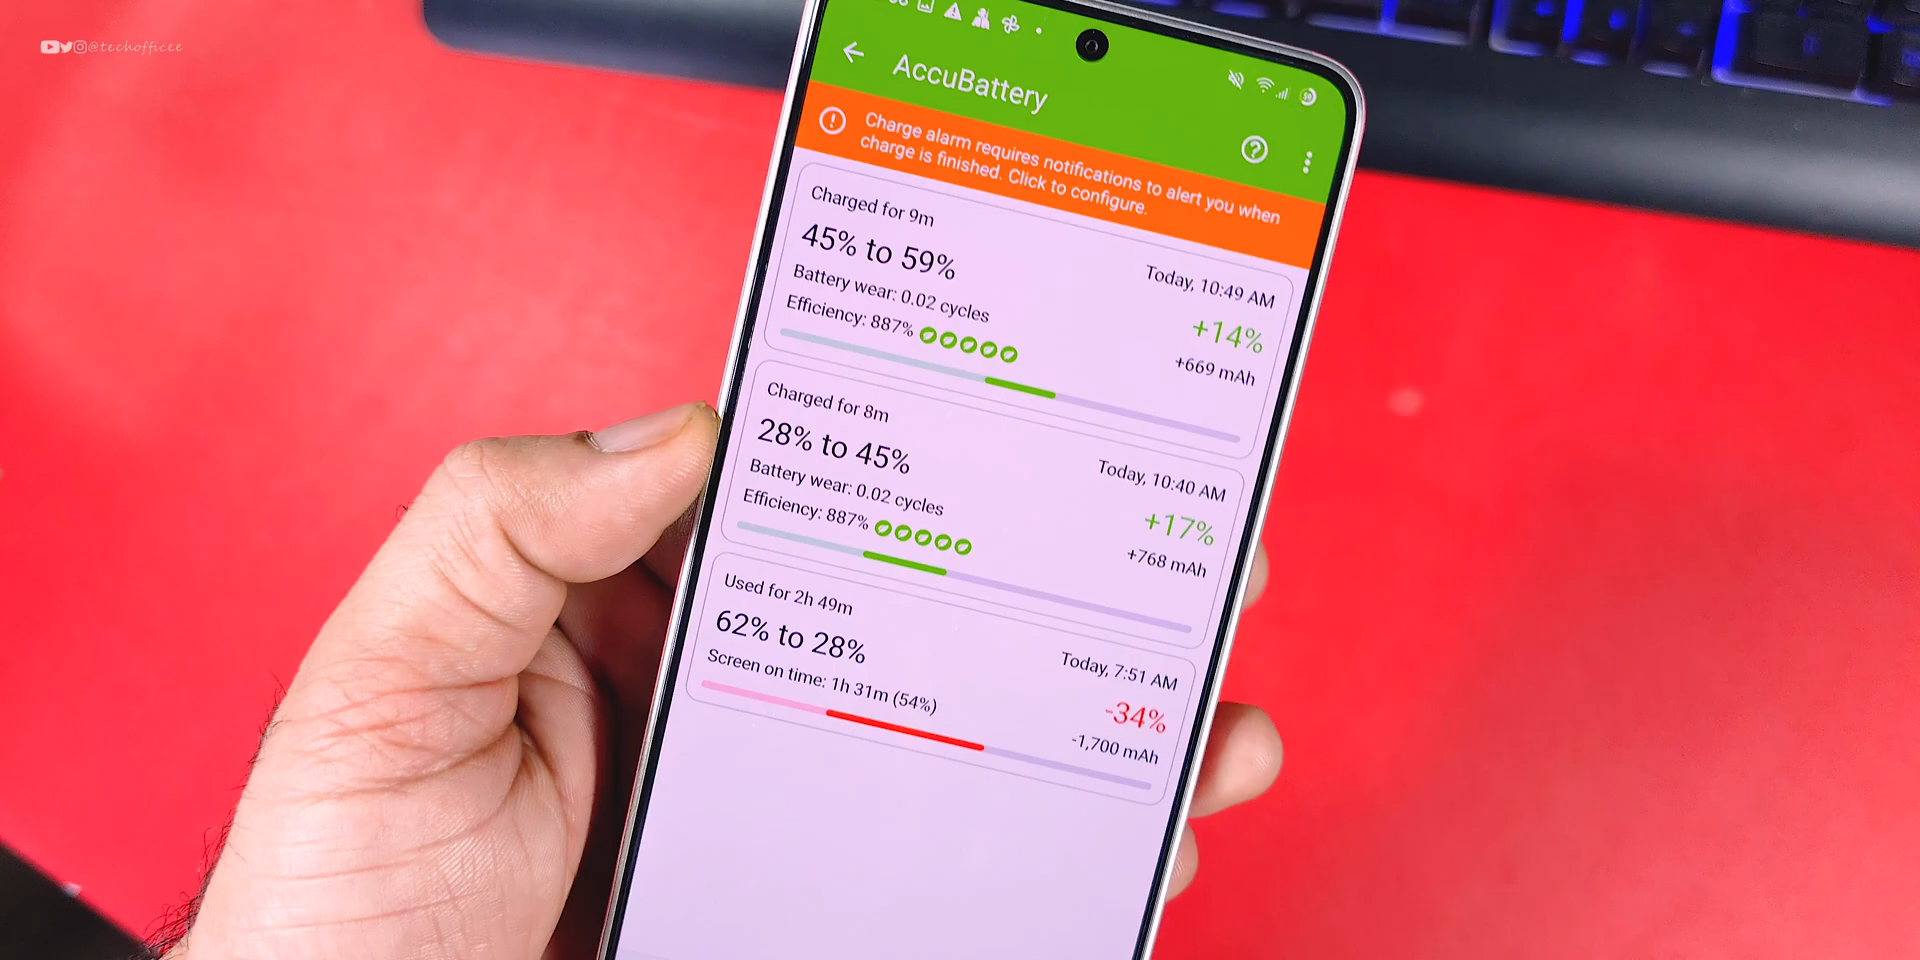 @techofficee
AccuBattery
Charge alarm requires notifications to alert you when
charge is finished. Click to configure.
Charged for 9m
45% to 59%
Battery wear: 0.02 cycles
Efficiency: 887%
Today, 10:49 AM
+14%
+669 mAh
Charged for 8m
28% to 45%
Battery wear: 0.02 cycles
Efficiency: 887%
Today, 10:40 AM
+17%
+768 mAh
Used for 2h 49m
62% to 28%
Screen on time: 1h 31m (54%)
Today, 7:51 AM
-34%
-1,700 mAh